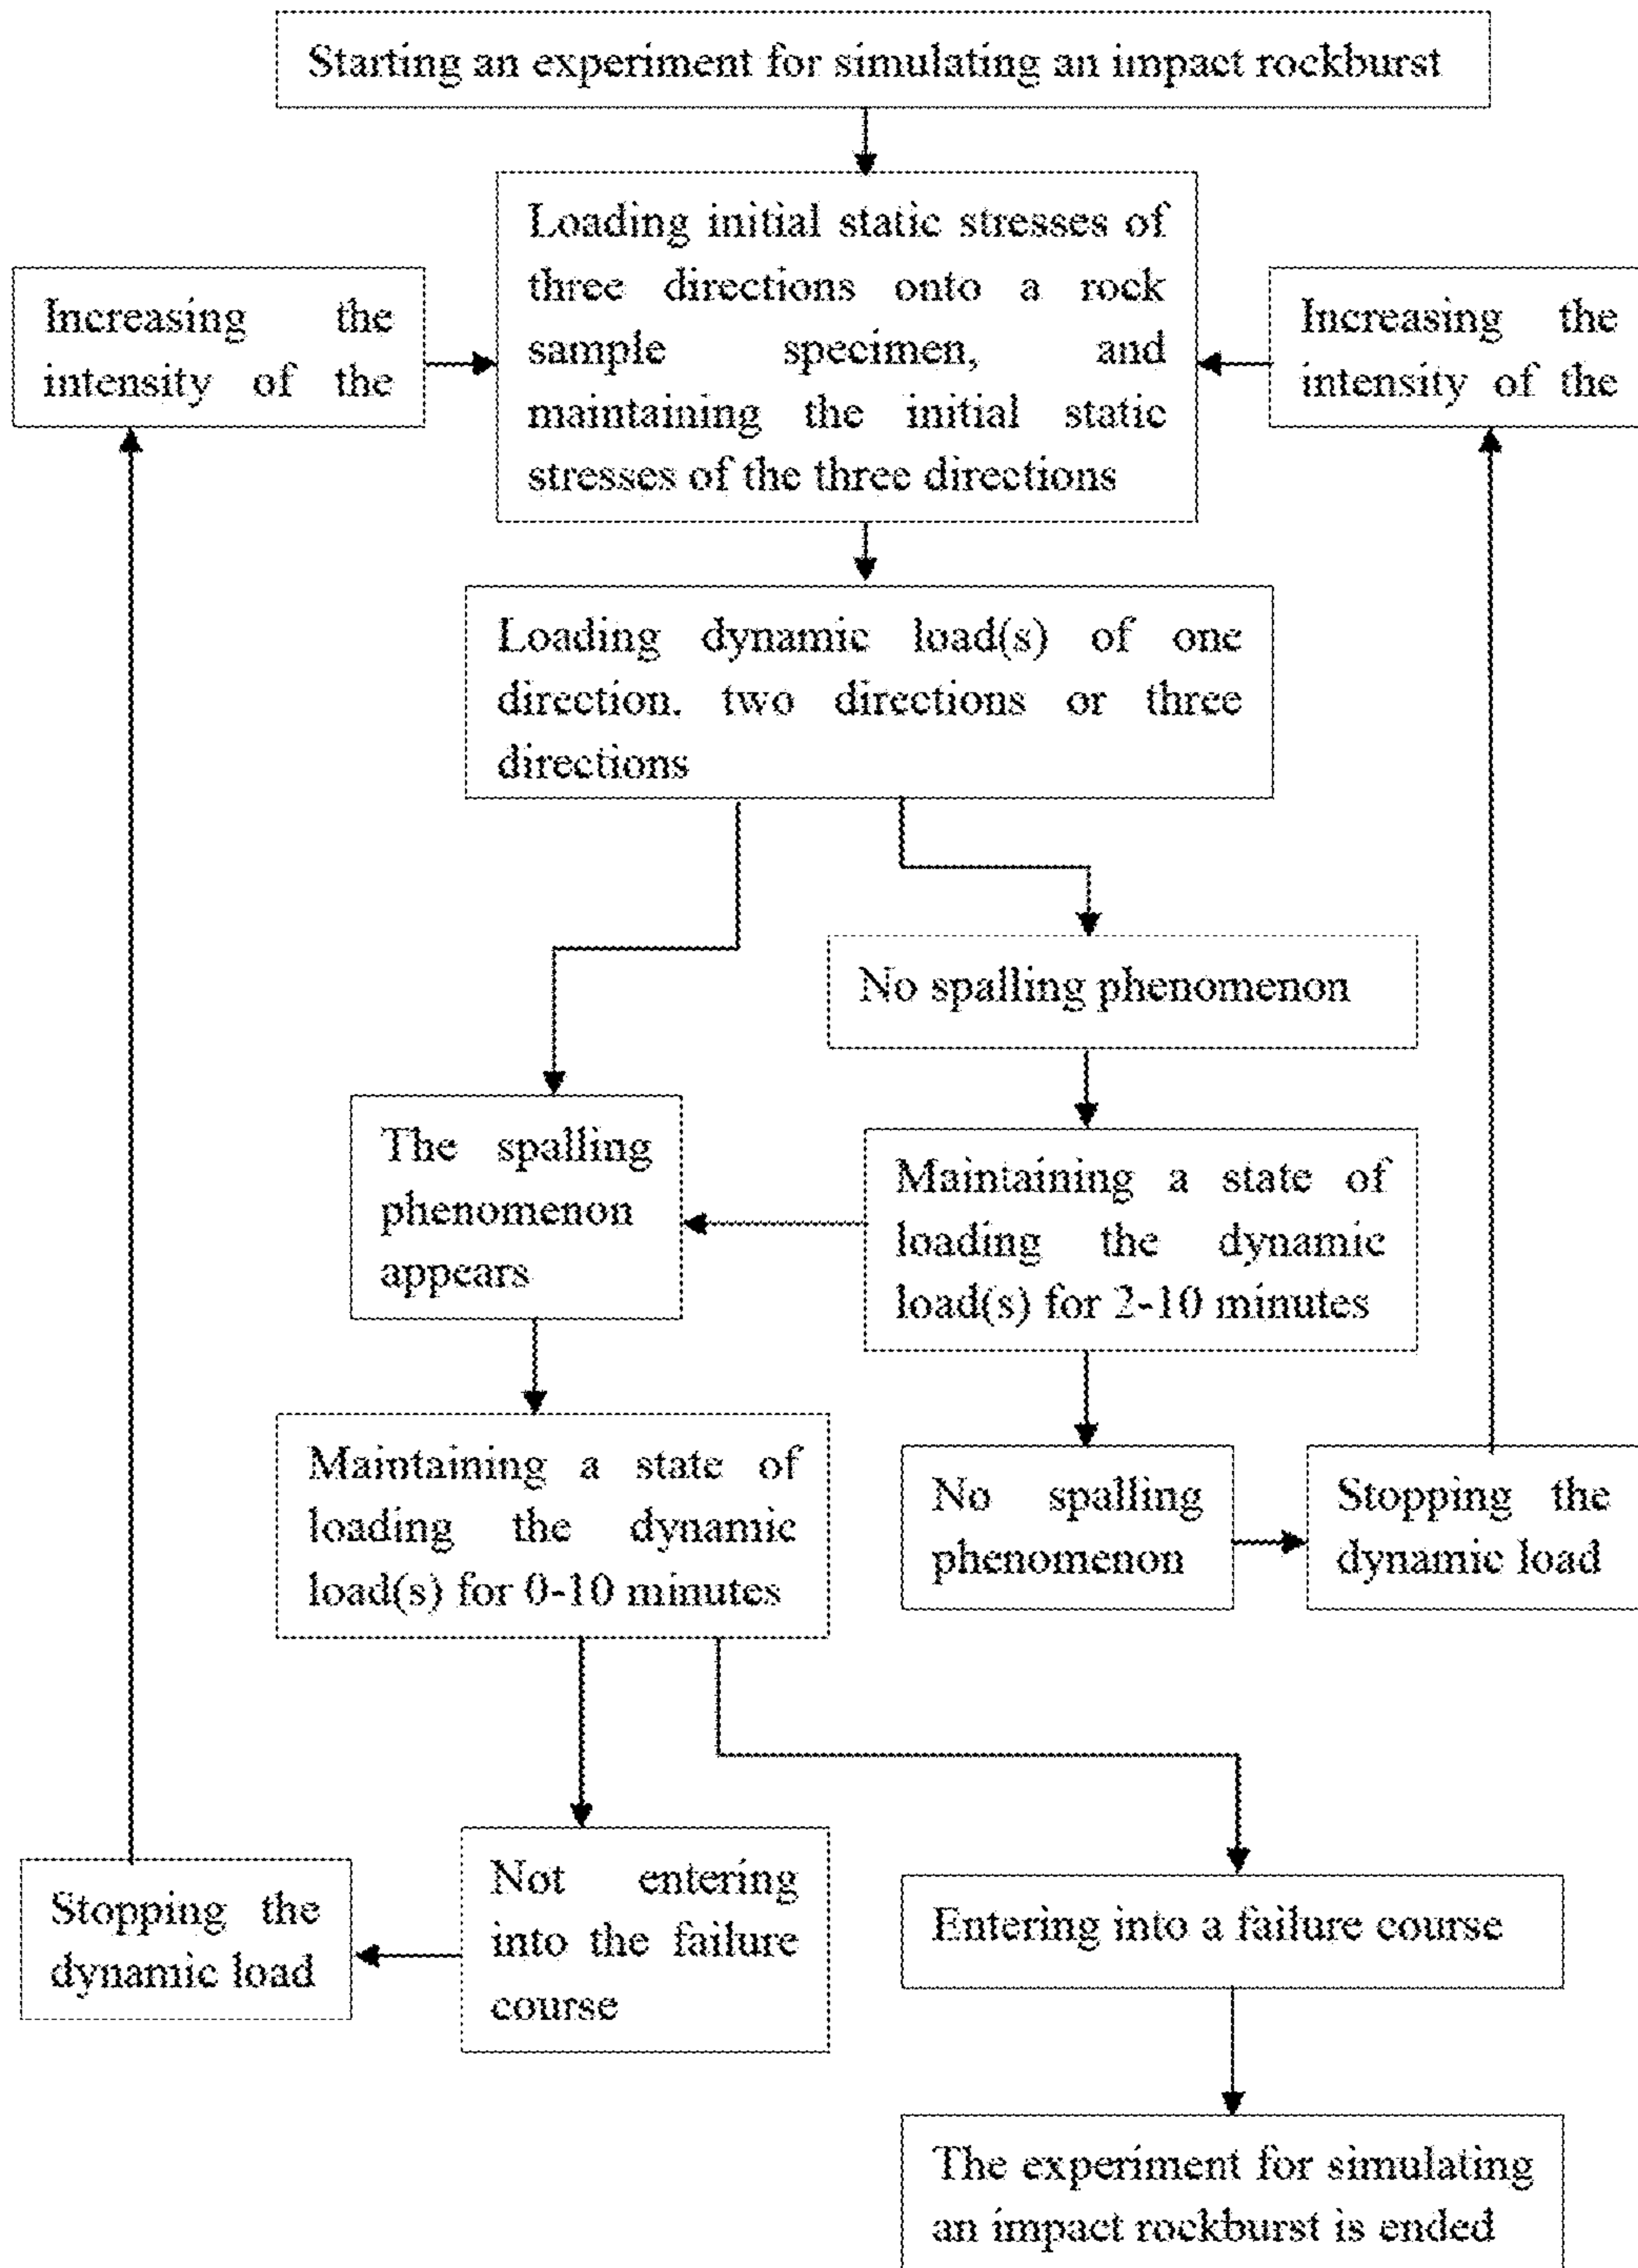 Starting an experiment for simulating an impact rockburst
Loading initial static stresses of
three directions onto a rock
sample specimen, and
maintaining the initial static
stresses of the three directions
Increasing the
intensity of the
Increasing the
intensity of the
Loading dynamic load(s) of one
direction. two directions or three
directions
No spalling phenomenon
The spalling
phenomenon
appears
Maintaining a state of
loading the dynamic
load(s) for 2-10 minutes
Maintaining a state of
loading the dynamic
load(s) for 0-10 minutes
No spalling
phenomenon
Stopping the
dynamic load
Stopping the
dynamic load
Not entering
into the failure
course
Entering into a failure course
The experiment for simulating
an impact rockburst is ended